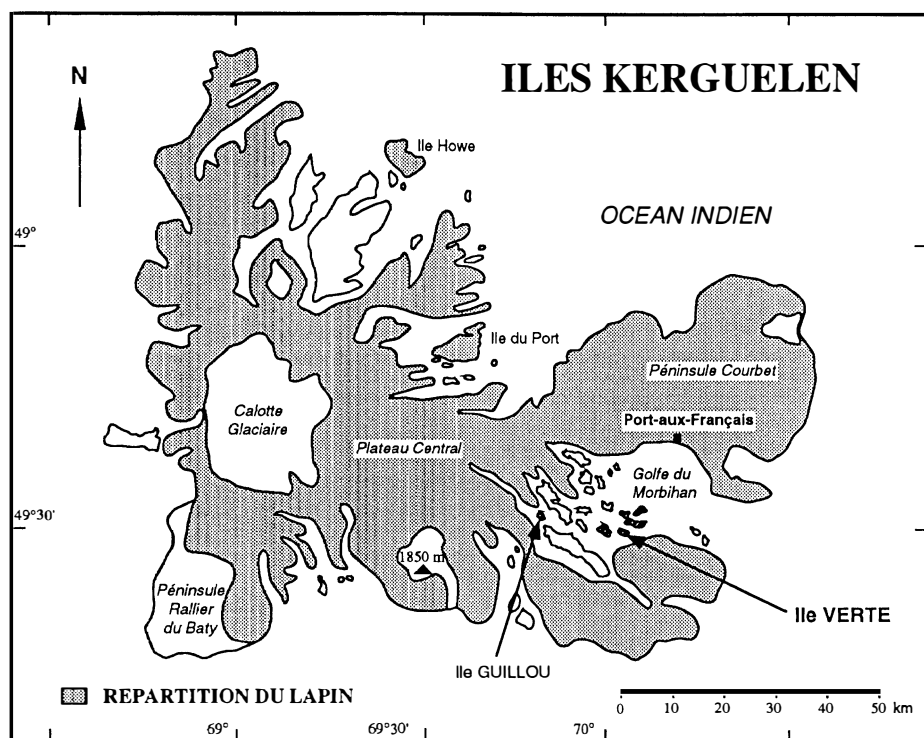 N
ILES KERGUELEN
Ile Howe
OCEAN INDIEN
49°
Ile du Port
Péninsule Courbet
Calotte
Glaciaire
Port-aux-Français
Plateau Central
Golfe du
Morbihan
49°30'
1850 m
Péninsule
Rallier
du Baty
Ile VERTE
Ile GUILLOU
REPARTITION DU LAPIN
0 10 20 30 40 50 km
69° 69°30' 70°